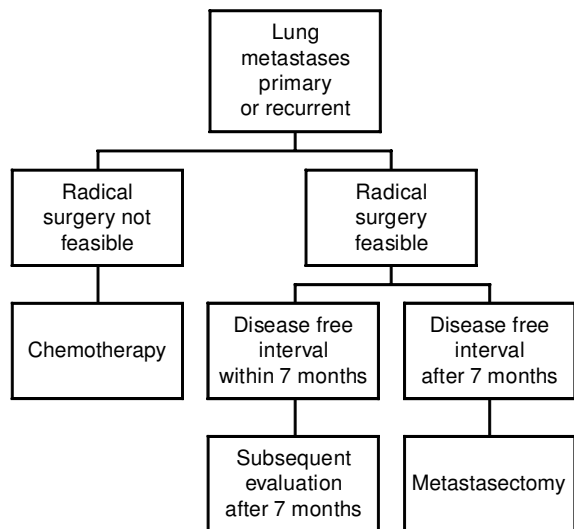 Lung
metastases
primary
or recurrent
Radical
surgery not
feasible
Radical
surgery
feasible
Chemotherapy
Disease free
interval
within 7 months
Disease free
interval
after 7 months
Subsequent
evaluation
after 7 months
Metastasectomy